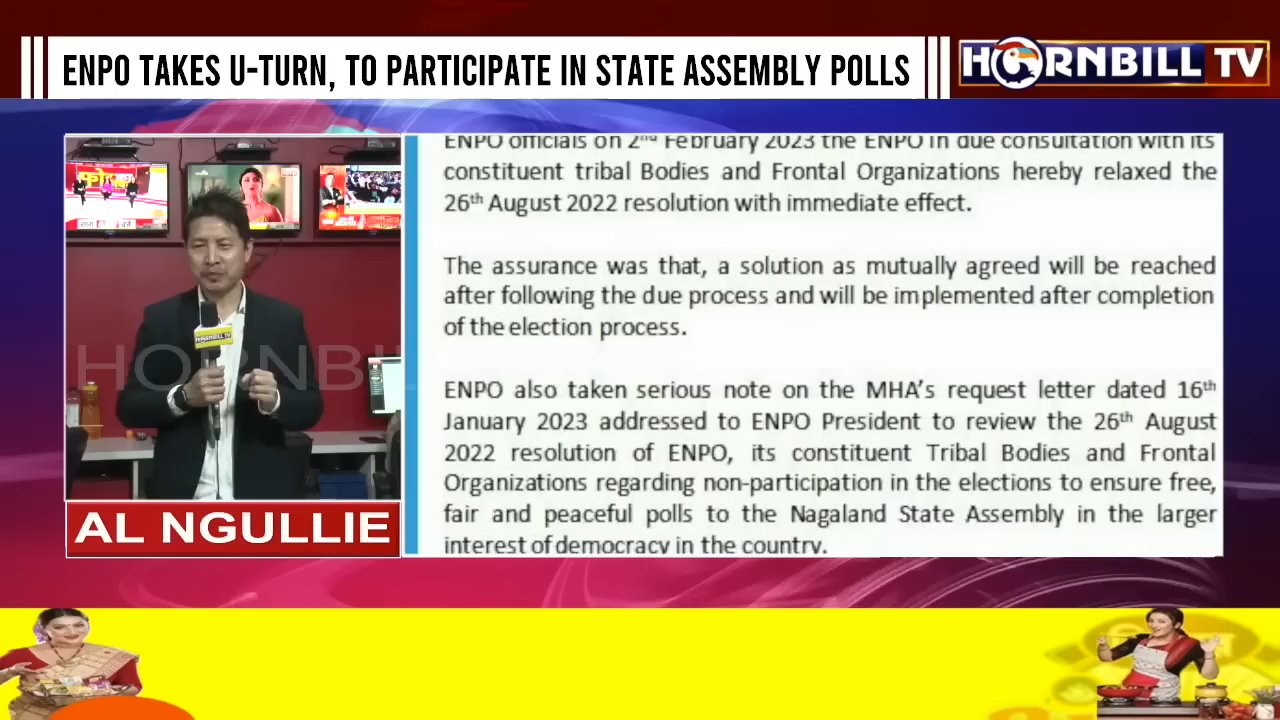 ENPO TAKES U-TURN, TO PARTICIPATE IN STATE ASSEMBLY POLLS
HORNBILL TV
ENPO officials on 2nd February 2023 the ENPO in due consultation with its
constituent tribal Bodies and Frontal Organizations hereby relaxed the
26th August 2022 resolution with immediate effect.
The assurance was that, a solution as mutually agreed will be reached
after following the due process and will be implemented after completion
of the election process.
ENPO also taken serious note on the MHA's request letter dated 16th
January 2023 addressed to ENPO President to review the 26th August
2022 resolution of ENPO, its constituent Tribal Bodies and Frontal
Organizations regarding non-participation in the elections to ensure free,
fair and peaceful polls to the Nagaland State Assembly in the larger
interest of democracy in the country.
HORNBILL TV
HORNBIL
AL NGULLIE